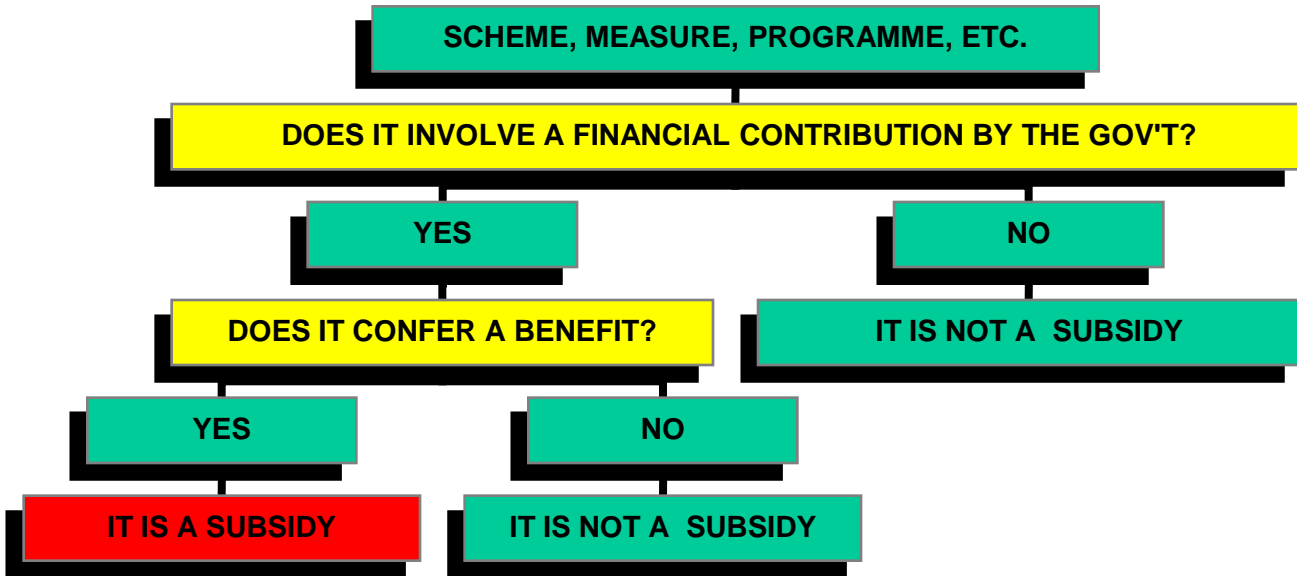 SCHEME, MEASURE, PROGRAMME, ETC.
DOES IT INVOLVE A FINANCIAL CONTRIBUTION BY THE GOV'T?
YES
NO
DOES IT CONFER A BENEFIT?
IT IS NOT A SUBSIDY
YES
NO
IT IS A SUBSIDY
IT IS NOT A SUBSIDY